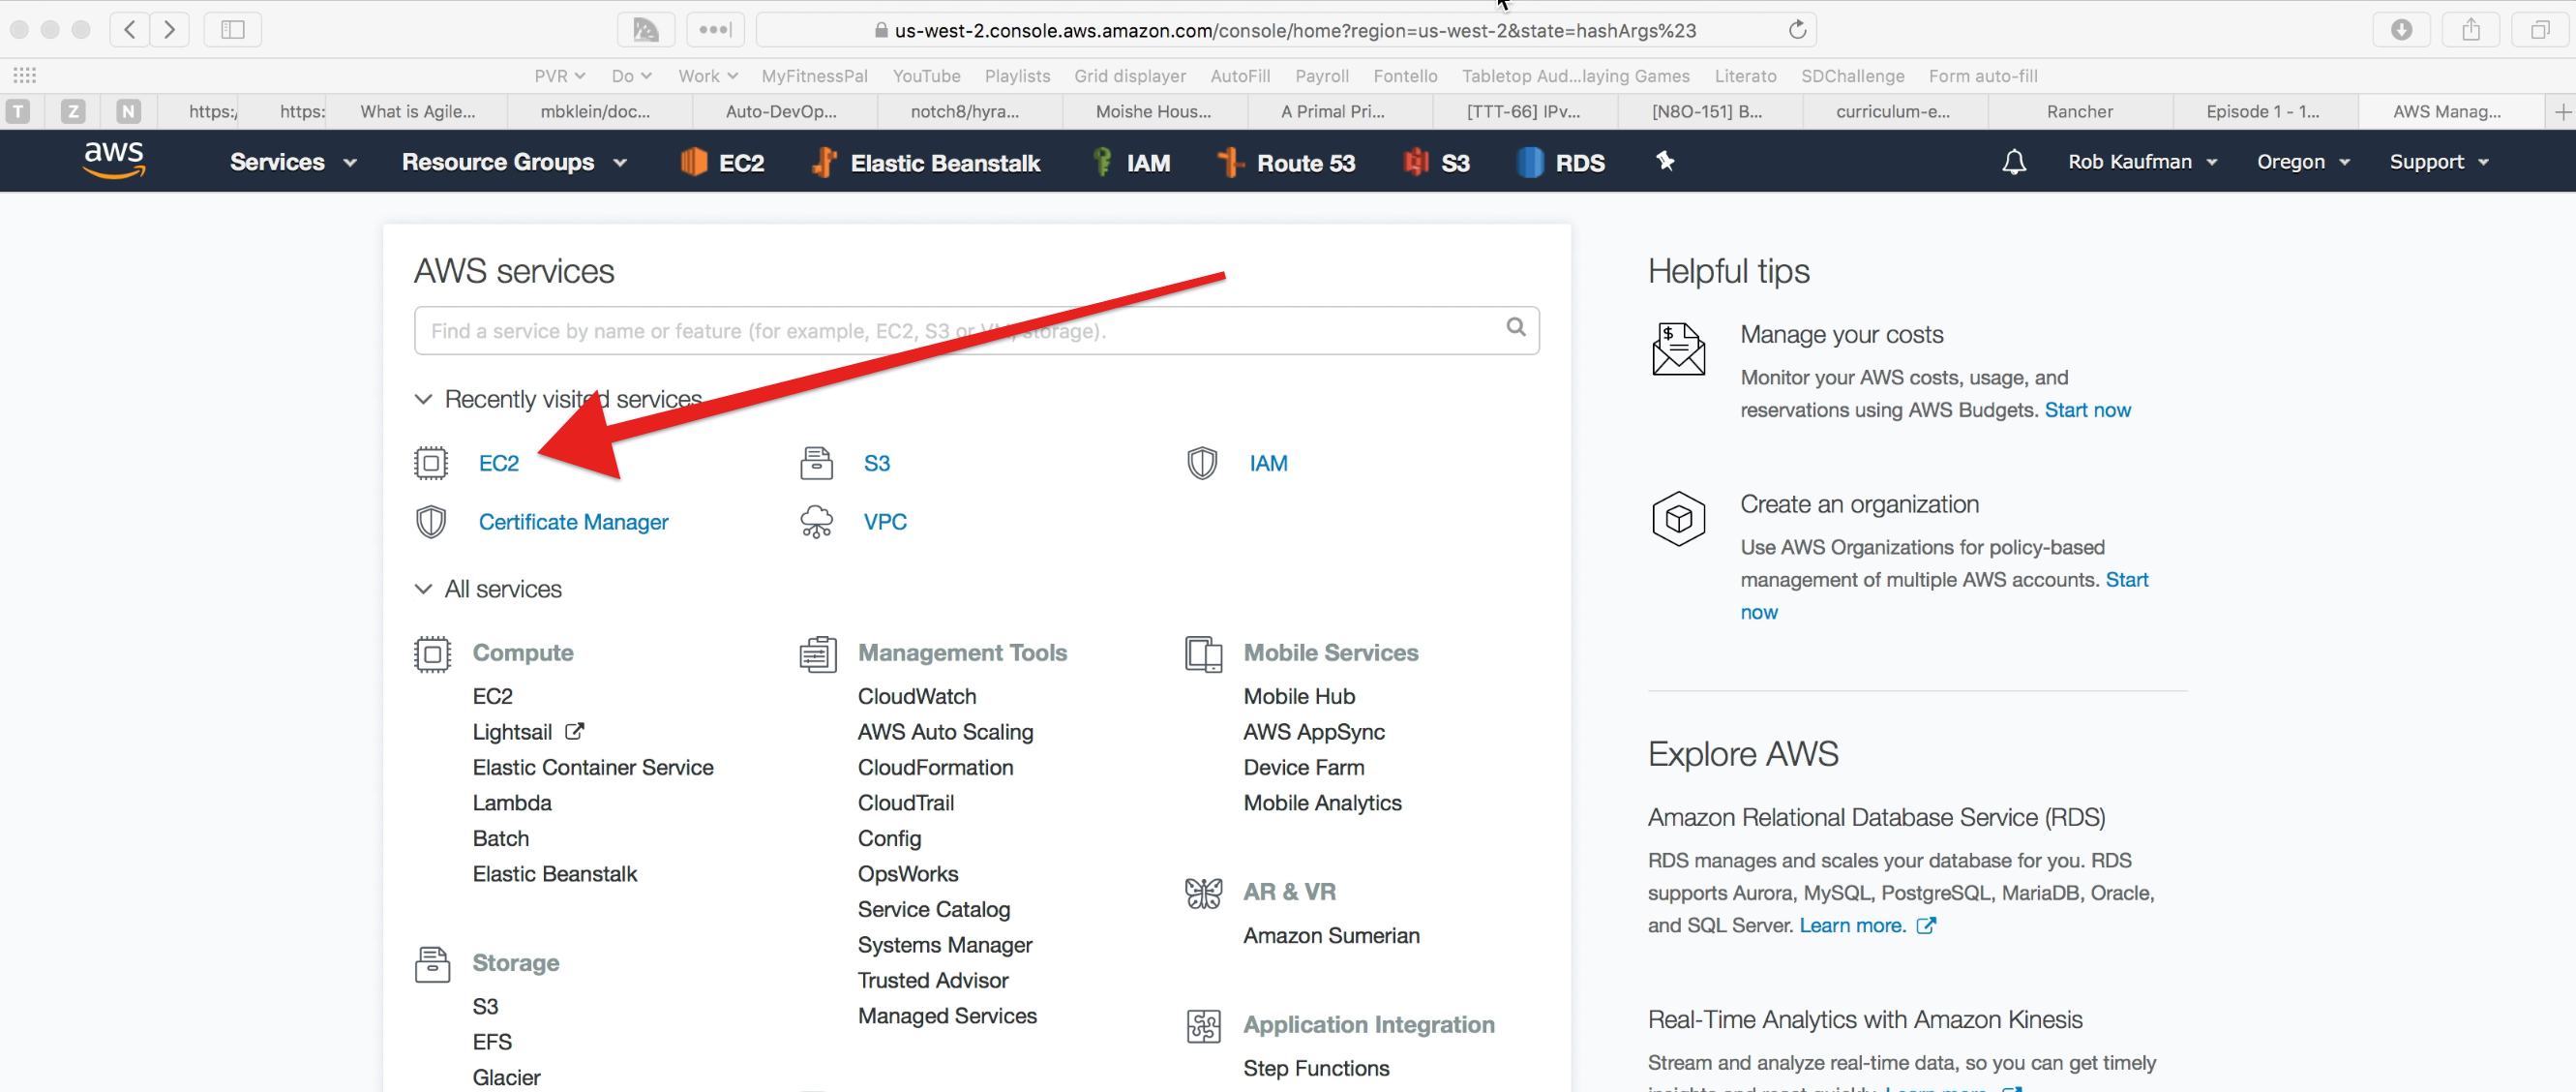 us-west-2.console.aws.amazon.com/console/home?region=us-west-2&state=hashArgs%23
PVR Do Work MyFitnessPal YouTube Playlists Grid displayer AutoFill Payroll Fontello Tabletop Aud...laying Games Literato SDChallenge Form auto-fill
T Z N https:/ https: What is Agile... mbklein/doc... Auto-DevOp... notch8/hyra... Moishe Hous... A Primal Pri... [TTT-66] IPv... [N8O-151] B... curriculum-e... Rancher Episode 1 - 1... AWS Manag...
aws Services Resource Groups EC2 Elastic Beanstalk IAM Route 53 S3 RDS Rob Kaufman Oregon Support
AWS services
Find a service by name or feature (for example, EC2, S3 or VM, storage).
Recently visited services
EC2 S3 IAM
Certificate Manager VPC
All services
Compute
EC2
Lightsail
Elastic Container Service
Lambda
Batch
Elastic Beanstalk
Storage
S3
EFS
Glacier
Management Tools
CloudWatch
AWS Auto Scaling
CloudFormation
CloudTrail
Config
OpsWorks
Service Catalog
Systems Manager
Trusted Advisor
Managed Services
Mobile Services
Mobile Hub
AWS AppSync
Device Farm
Mobile Analytics
AR & VR
Amazon Sumerian
Application Integration
Step Functions
Helpful tips
Manage your costs
Monitor your AWS costs, usage, and
reservations using AWS Budgets. Start now
Create an organization
Use AWS Organizations for policy-based
management of multiple AWS accounts. Start
now
Explore AWS
Amazon Relational Database Service (RDS)
RDS manages and scales your database for you. RDS
supports Aurora, MySQL, PostgreSQL, MariaDB, Oracle,
and SQL Server. Learn more.
Real-Time Analytics with Amazon Kinesis
Stream and analyze real-time data, so you can get timely